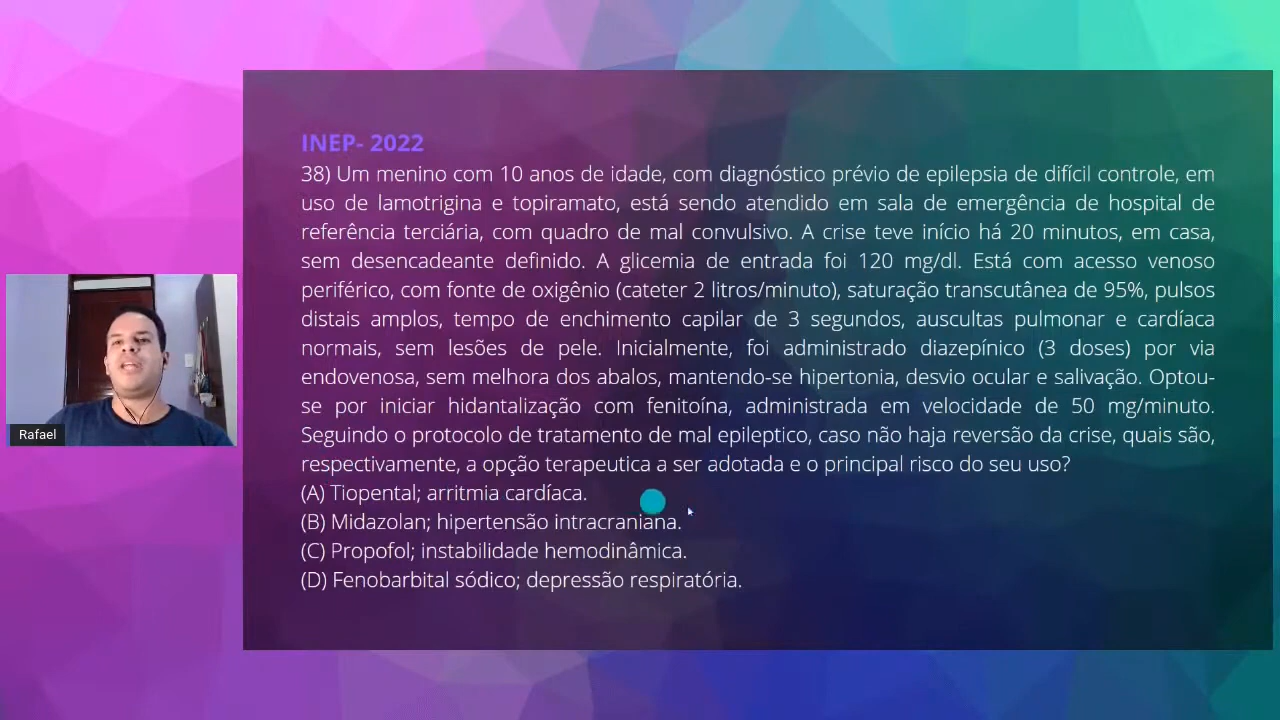 INEP- 2022
38) Um menino com 10 anos de idade, com diagnóstico prévio de epilepsia de difícil controle, em
uso de lamotrigina e topiramato, está sendo atendido em sala de emergência de hospital de
referência terciária, com quadro de mal convulsivo. A crise teve início há 20 minutos, em casa,
sem desencadeante definido. A glicemia de entrada foi 120 mg/dl. Está com acesso venoso
periférico, com fonte de oxigênio (cateter 2 litros/minuto), saturação transcutânea de 95%, pulsos
distais amplos, tempo de enchimento capilar de 3 segundos, auscultas pulmonar e cardíaca
normais, sem lesões de pele. Inicialmente, foi administrado diazepínico (3 doses) por via
endovenosa, sem melhora dos abalos, mantendo-se hipertonia, desvio ocular e salivação. Optou-
se por iniciar hidantalização com fenitoína, administrada em velocidade de 50 mg/minuto.
Seguindo o protocolo de tratamento de mal epileptico, caso não haja reversão da crise, quais são,
respectivamente, a opção terapeutica a ser adotada e o principal risco do seu uso?
(A) Tiopental; arritmia cardíaca.
(B) Midazolan; hipertensão intracraniana.
(C) Propofol; instabilidade hemodinâmica.
(D) Fenobarbital sódico; depressão respiratória.
Rafael